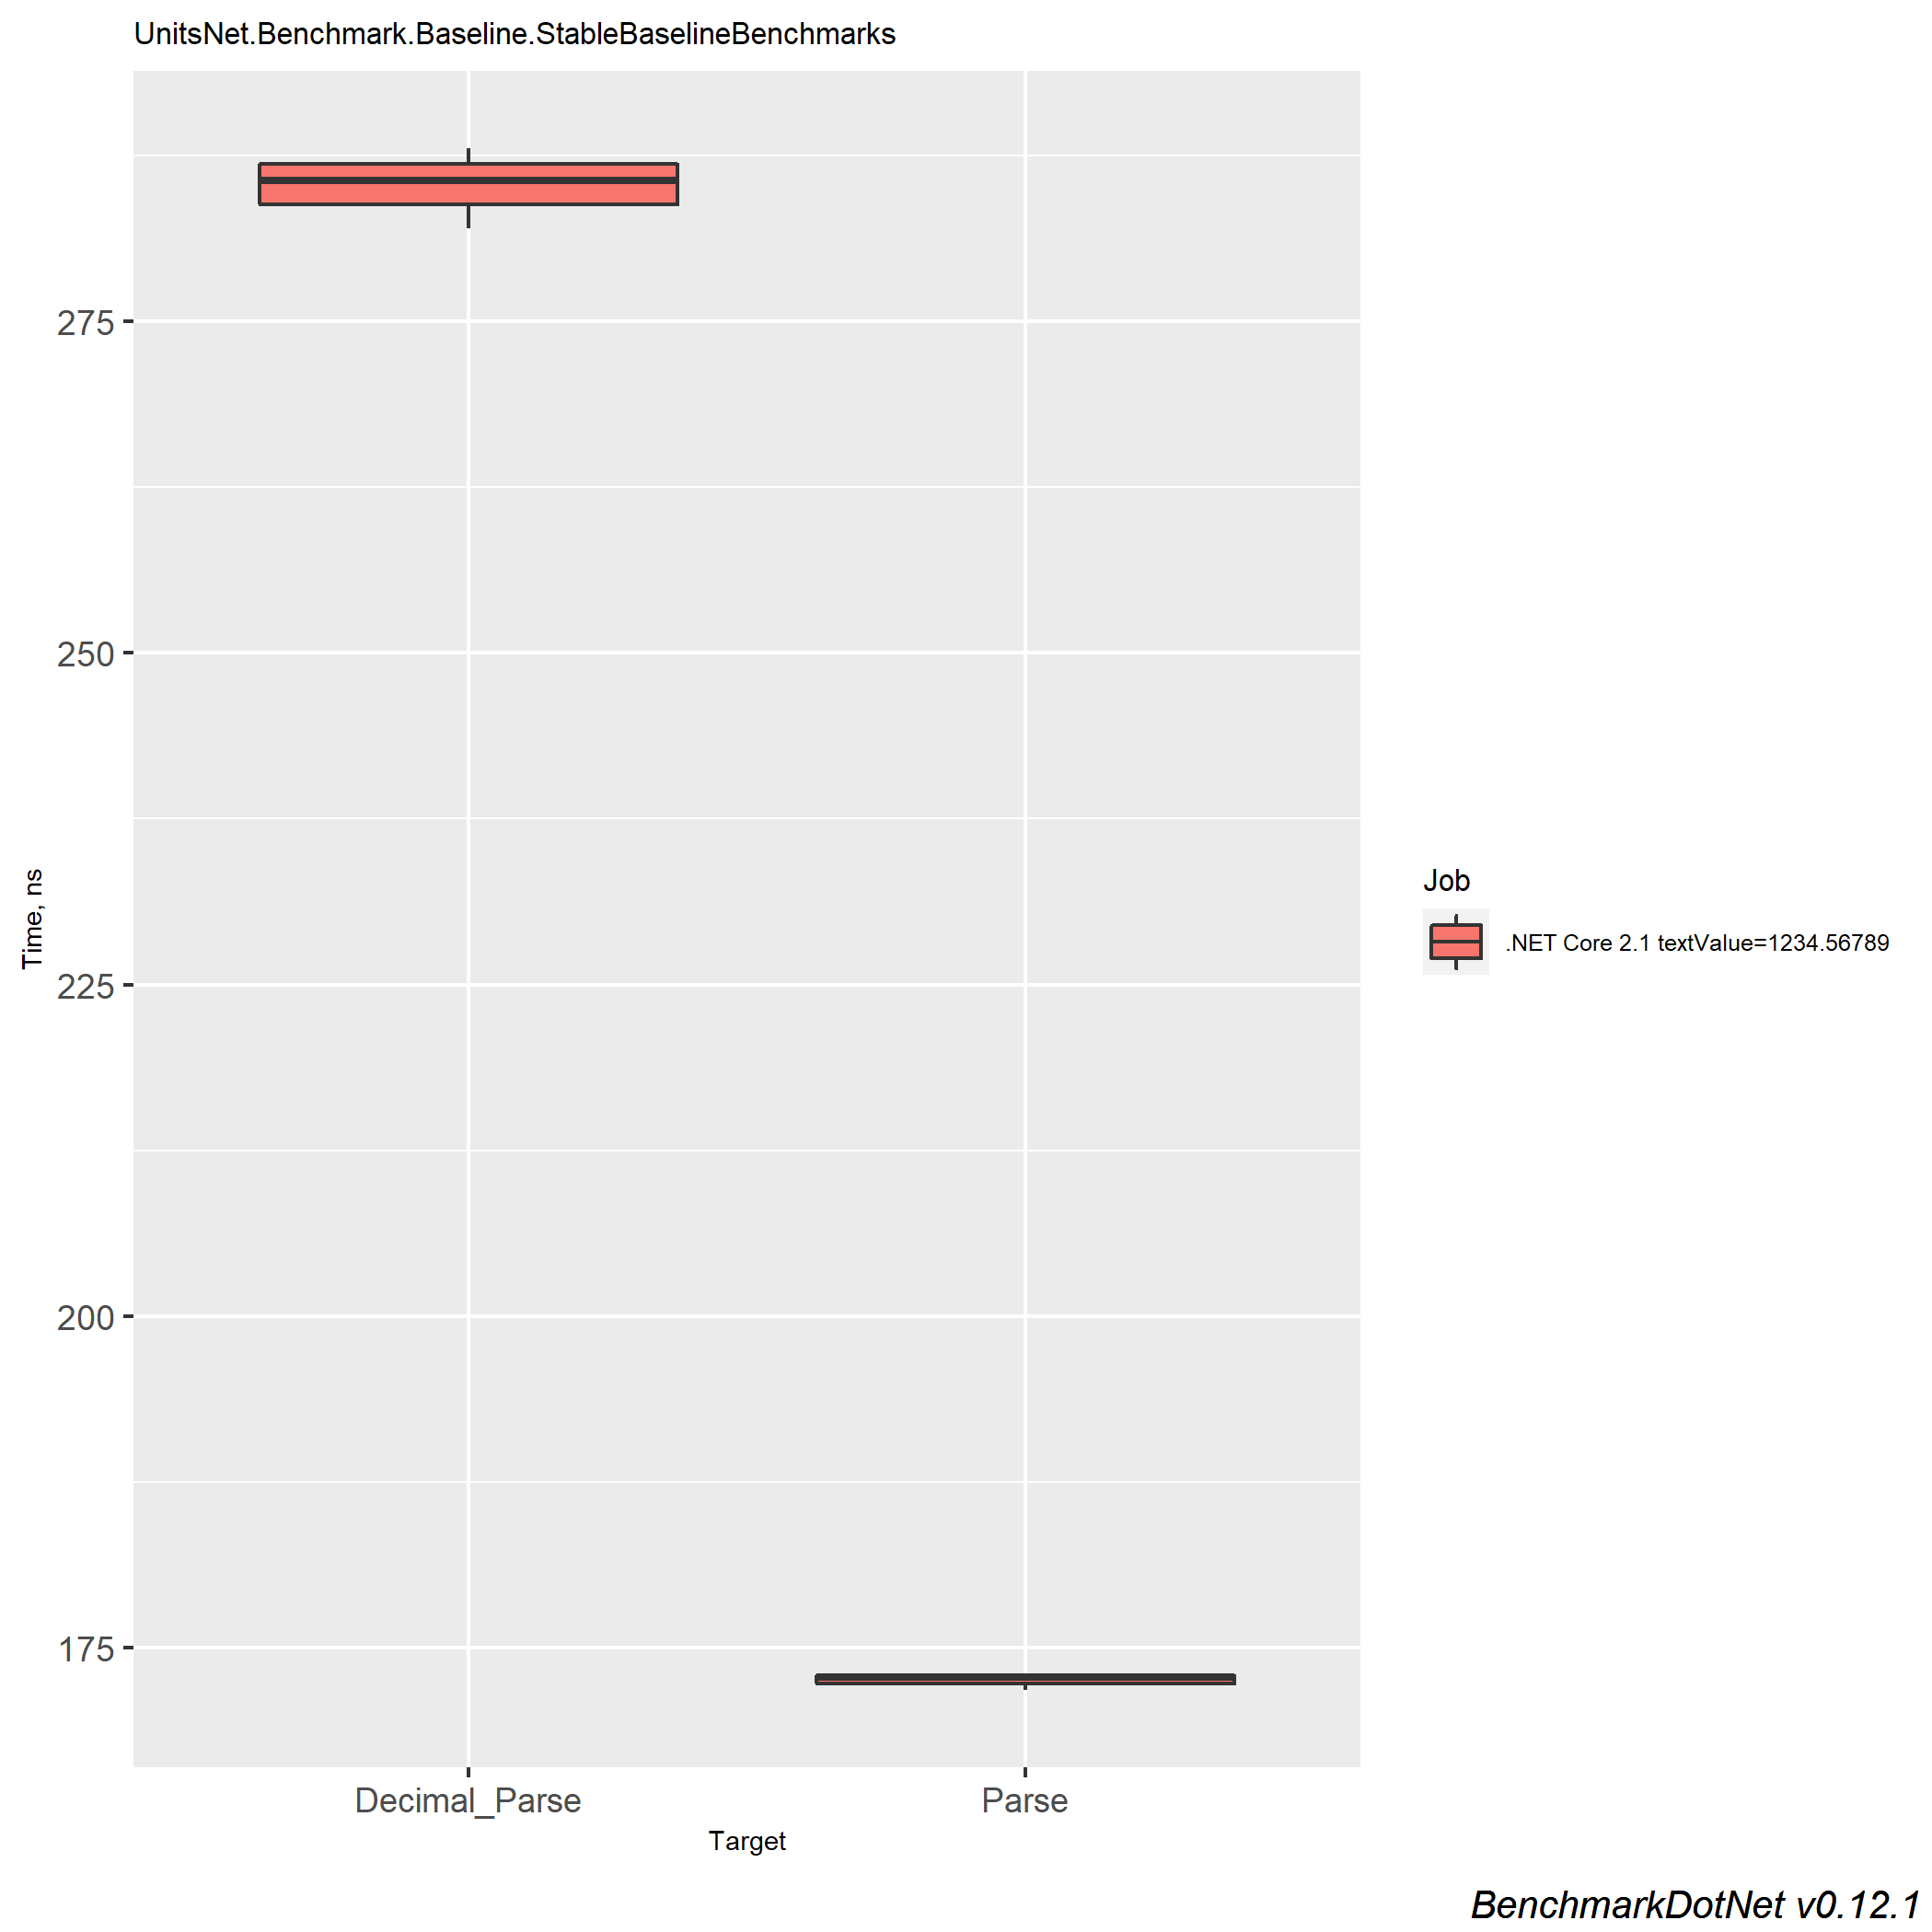 UnitsNet.Benchmark.Baseline.StableBaselineBenchmarks
Time, ns
275
250
225
200
175
Decimal_Parse
Parse
Target
Job
.NET Core 2.1 textValue=1234.56789
BenchmarkDotNet v0.12.1